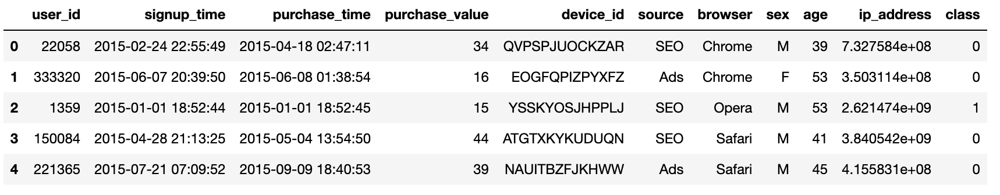 user_id signup_time purchase_time purchase_value device_id source browser sex age ip_address class
0 22058 2015-02-24 22:55:49 2015-04-18 02:47:11 34 QVPSPJUOCKZAR SEO Chrome M 39 7.327584e+08 0
1 333320 2015-06-07 20:39:50 2015-06-08 01:38:54 16 EOGFQPIZPYXFZ Ads Chrome F 53 3.503114e+08 0
2 1359 2015-01-01 18:52:44 2015-01-01 18:52:45 15 YSSKYOSJHPPLJ SEO Opera M 53 2.621474e+09 1
3 150084 2015-04-28 21:13:25 2015-05-04 13:54:50 44 ATGTXKYKUDUQN SEO Safari M 41 3.840542e+09 0
4 221365 2015-07-21 07:09:52 2015-09-09 18:40:53 39 NAUITBZFJKHWW Ads Safari M 45 4.155831e+08 0